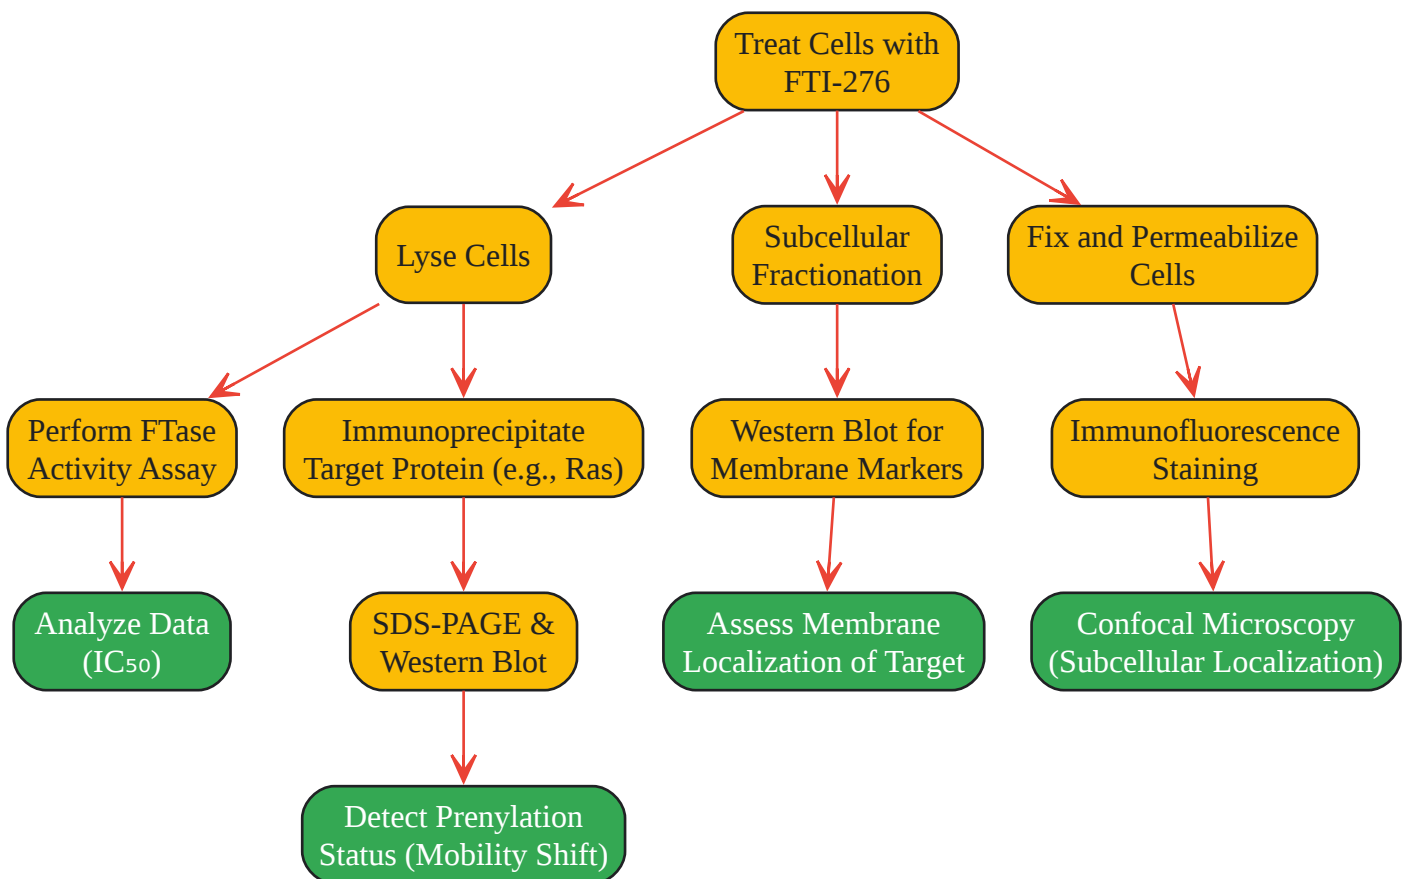 Treat Cells with
FTI-276
Lyse Cells
Subcellular
Fractionation
Fix and Permeabilize
Cells
Perform FTase
Activity Assay
Immunoprecipitate
Target Protein (e.g., Ras)
Western Blot for
Membrane Markers
Immunofluorescence
Staining
Analyze Data
(IC₅₀)
SDS-PAGE &
Western Blot
Assess Membrane
Localization of Target
Confocal Microscopy
(Subcellular Localization)
Detect Prenylation
Status (Mobility Shift)